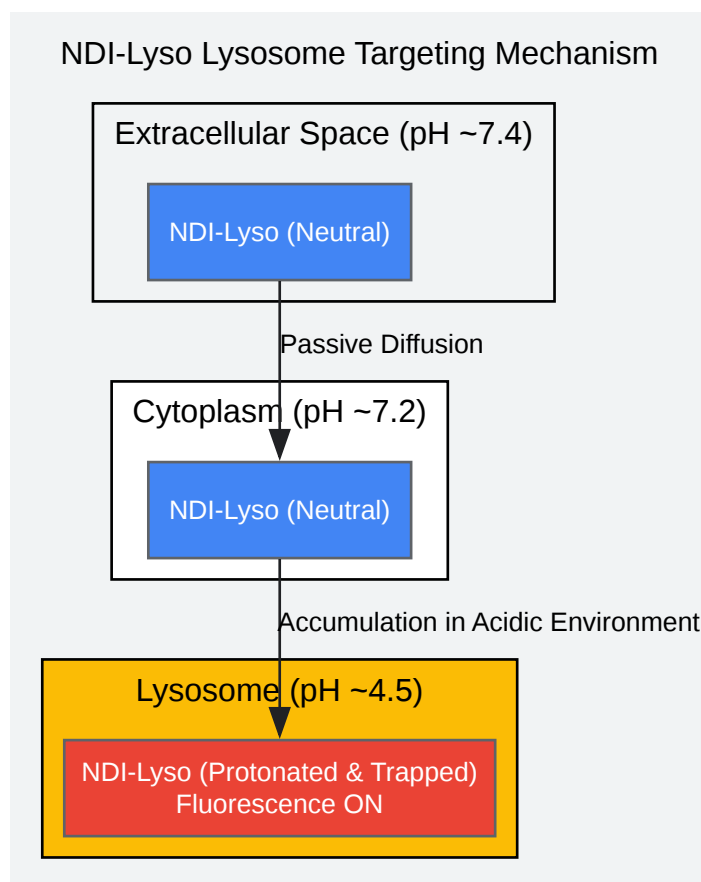 NDI-Lyso Lysosome Targeting Mechanism
Extracellular Space (pH ~7.4)
NDI-Lyso (Neutral)
Passive Diffusion
Cytoplasm (pH ~7.2)
NDI-Lyso (Neutral)
Accumulation in Acidic Environment
Lysosome (pH ~4.5)
NDI-Lyso (Protonated & Trapped)
Fluorescence ON